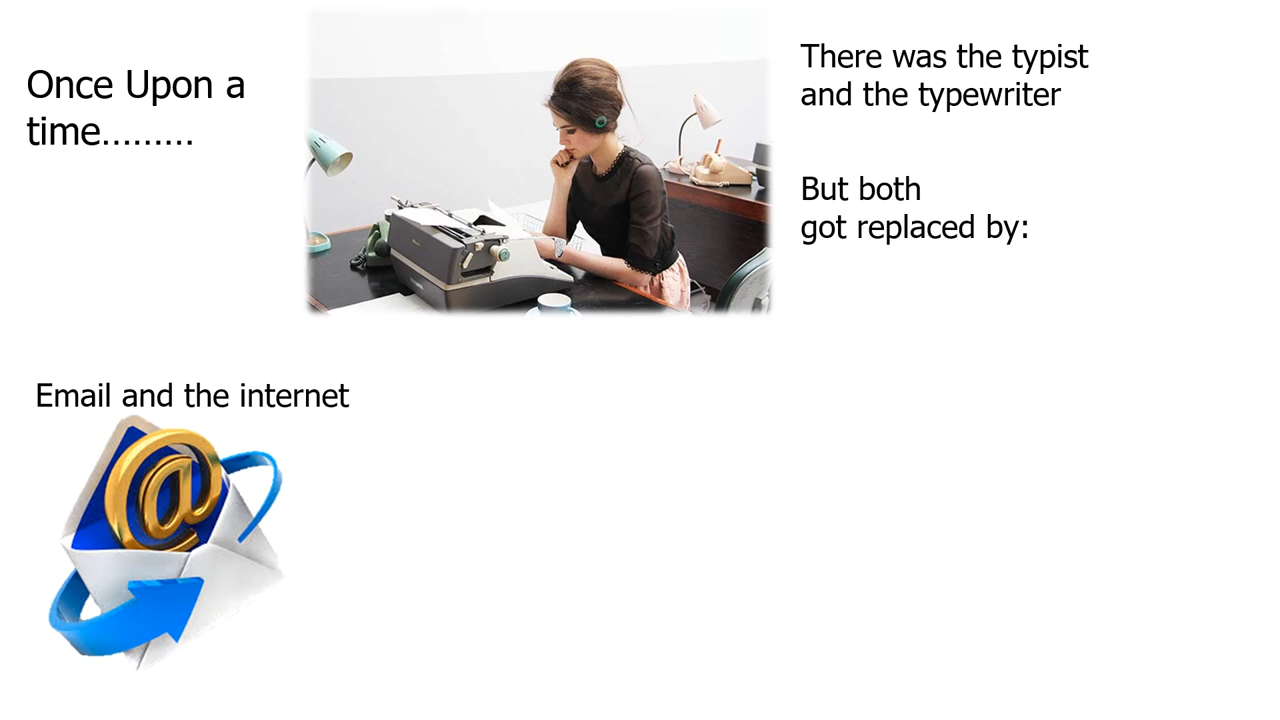 Once Upon a
time.........
There was the typist
and the typewriter
But both
got replaced by:
Email and the internet
@